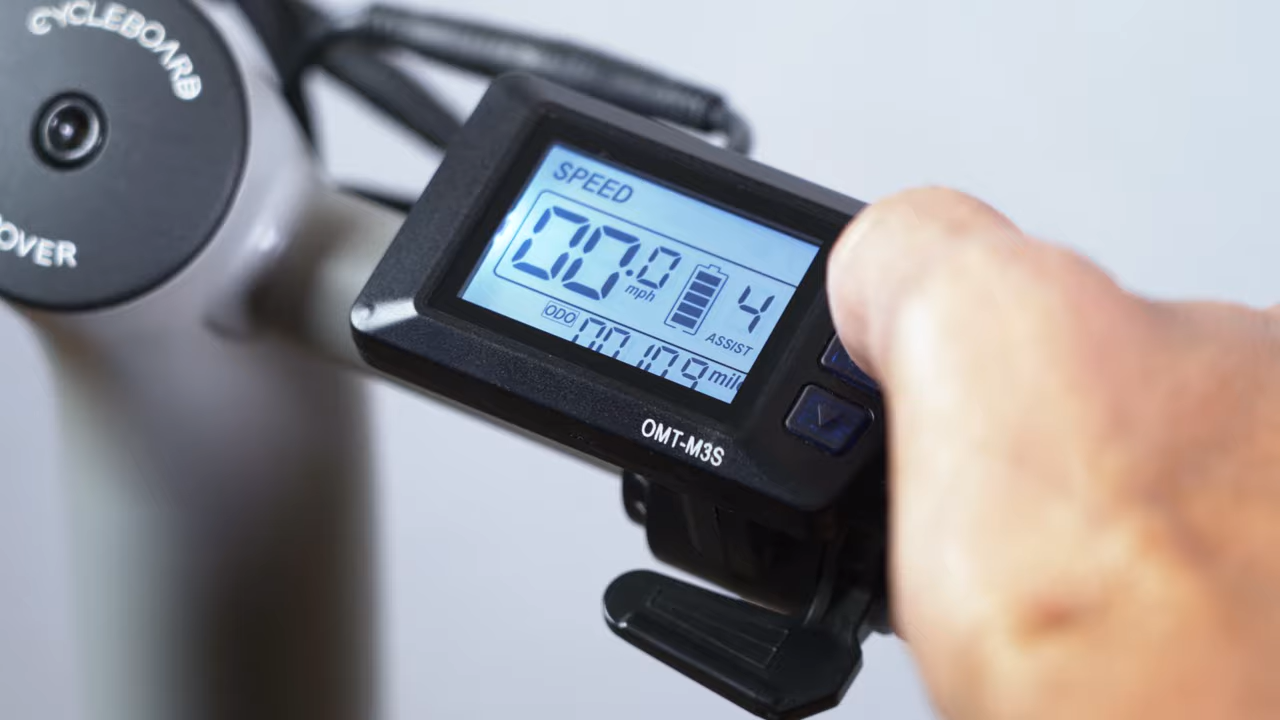 CYCLEBOARD
OVER
SPEED
00.0
mph
4
ASSIST
ODO
00109
OMT-M3S